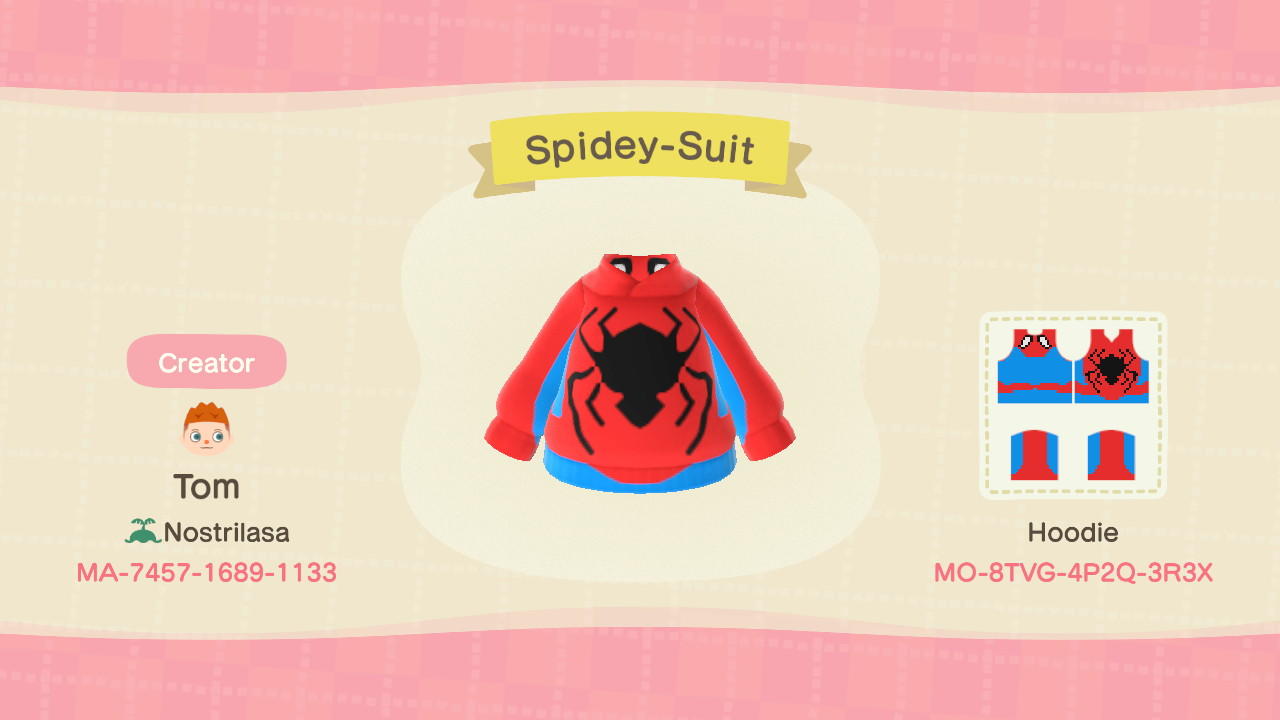 Spidey-Suit
Creator
Tom
Nostrilasa
MA-7457-1689-1133
Hoodie
MO-8TVG-4P2Q-3R3X